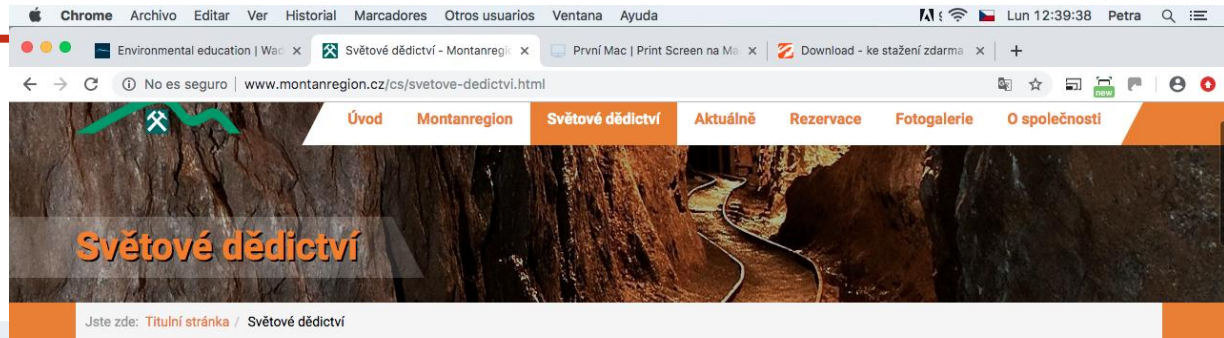 Chrome Archivo Editar Ver Historial Marcadores Otros usuarios Ventana Ayuda Lun 12:39:38 Petra
Environmental education | Wad Světové dědictví - Montanregio První Mac | Print Screen na Ma Download - ke stažení zdarma
No es seguro www.montanregion.cz/cs/svetove-dedictvi.html new
Úvod Montanregion Světové dědictví Aktuálně Rezervace Fotogalerie O společnosti
Světové dědictví
Jste zde: Titulní stránka / Světové dědictví